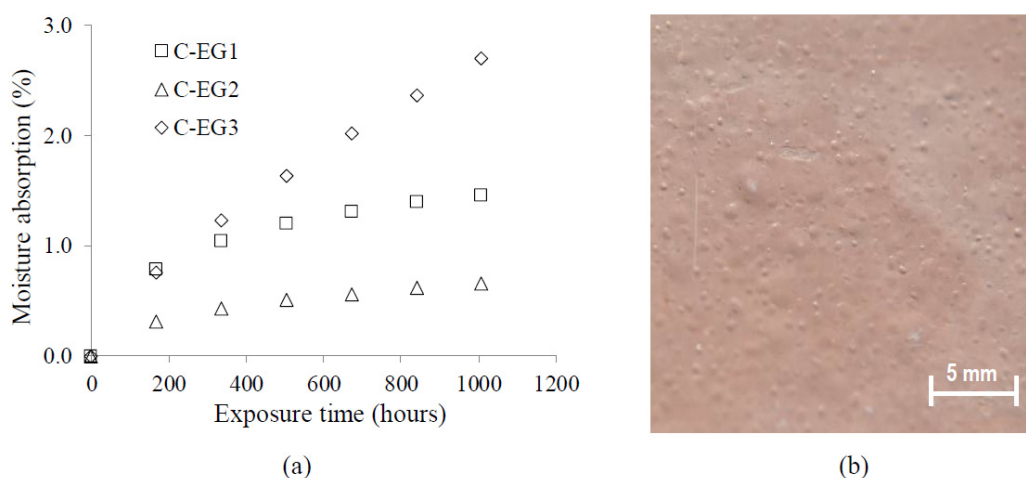 3.0
2.0
1.0
0.0
Moisture absorption (%)
C-EG1
C-EG2
C-EG3
0 200 400 600 800 1000 1200
Exposure time (hours)
(a)
5 mm
(b)